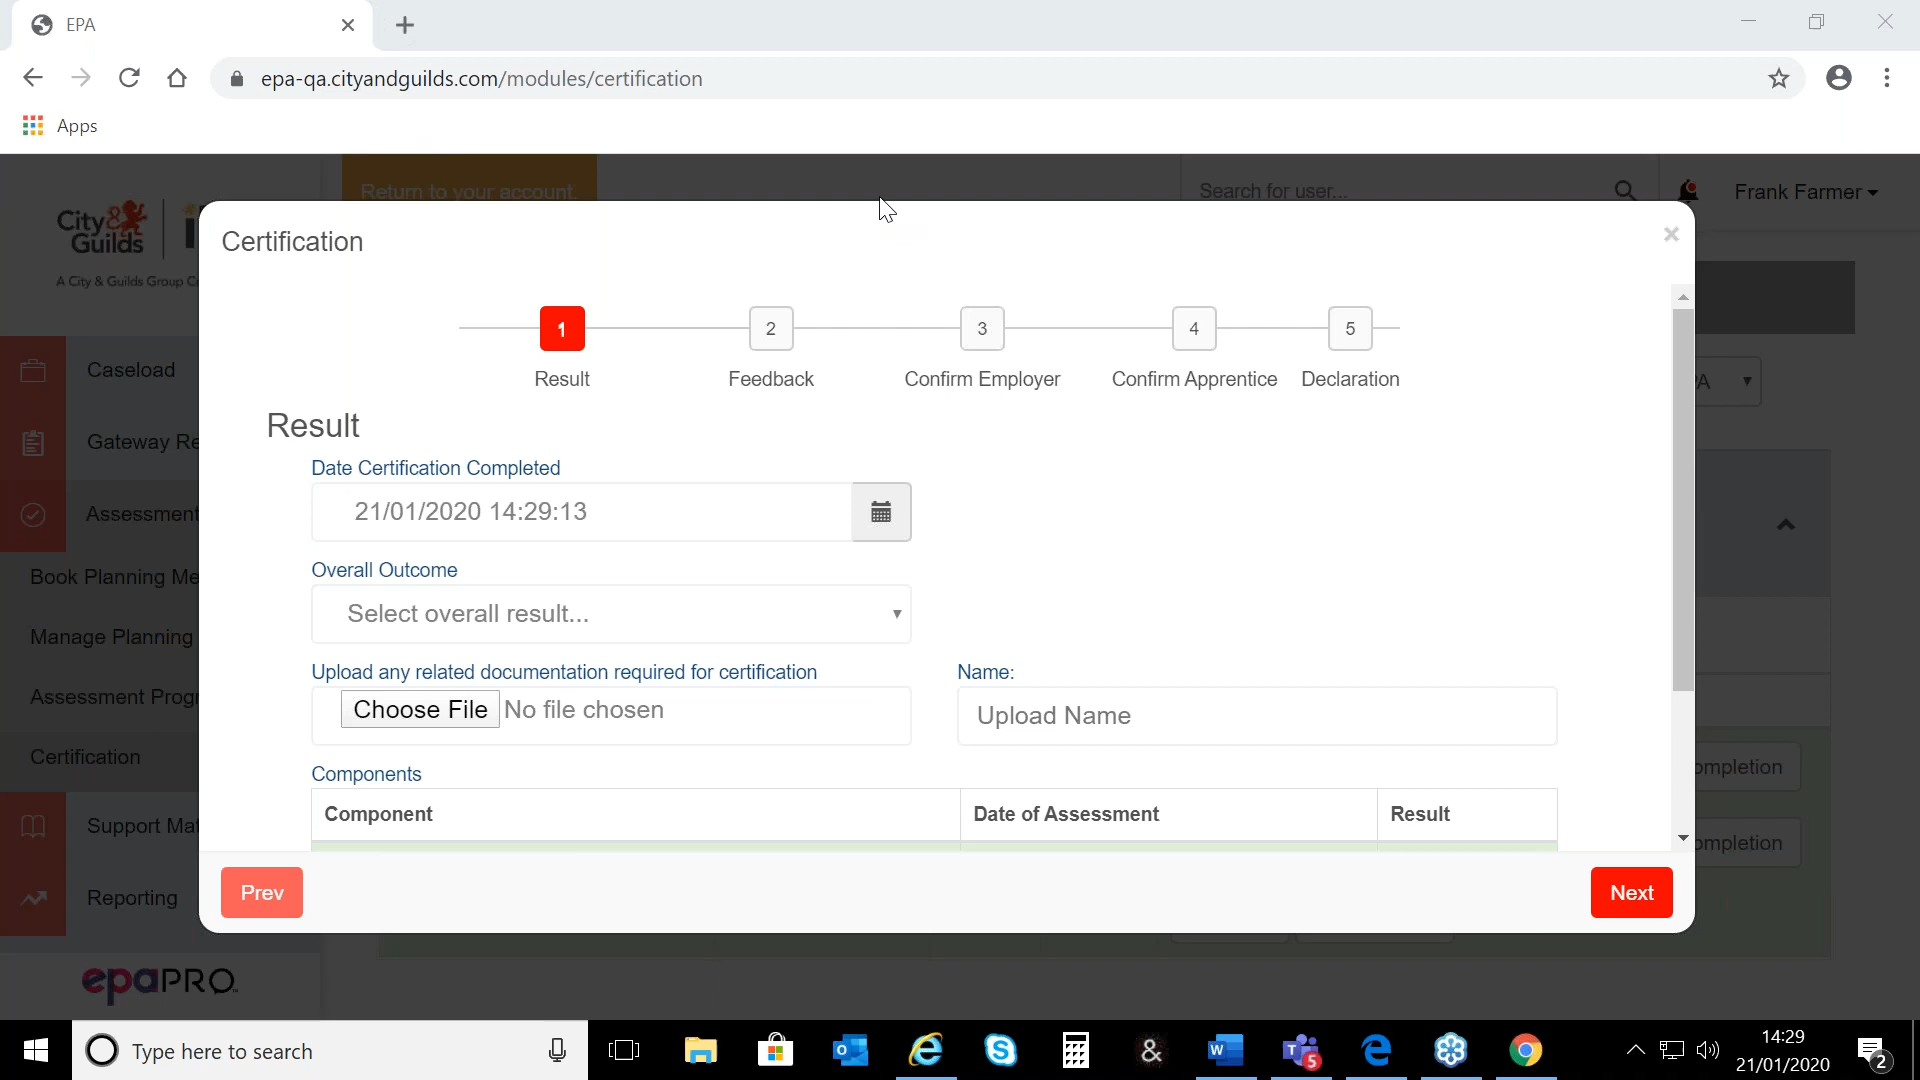 EPA
epa-qa.cityandguilds.com/modules/certification
Apps
Return to your account.
Search for user...
Frank Farmer
City & Guilds
A City & Guilds Group C
Certification
1
2
3
4
5
Result
Feedback
Confirm Employer
Confirm Apprentice
Declaration
Result
Date Certification Completed
21/01/2020 14:29:13
Overall Outcome
Select overall result...
Upload any related documentation required for certification
Name:
Choose File No file chosen
Upload Name
Components
Component
Date of Assessment
Result
Prev
Next
Caseload
Gateway Re
Assessment
Book Planning Me
Manage Planning
Assessment Progr
Certification
Support Mat
Reporting
PA
ompletion
ompletion
epaPRO
Type here to search
14:29
21/01/2020
5
2